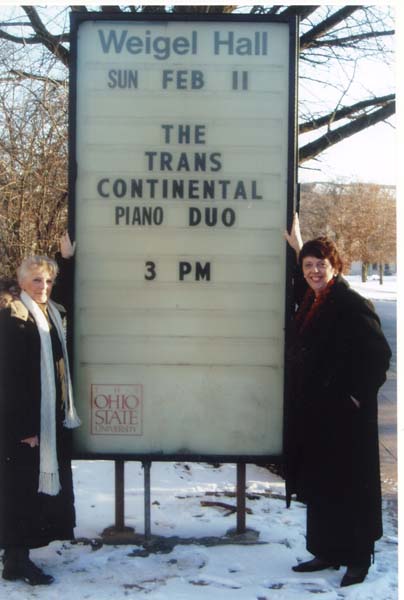 Weigel Hall
SUN FEB 11
THE
TRANS
CONTINENTAL
PIANO DUO
3 PM
THE
OHIO
STATE
UNIVERSITY